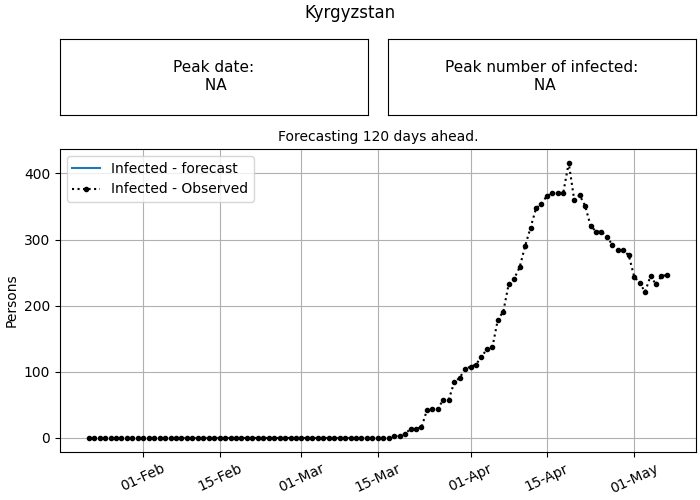 Kyrgyzstan
Peak date:
NA
Peak number of infected:
NA
Forecasting 120 days ahead.
Infected - forecast
Infected - Observed
400
300
200
100
0
Persons
01-Feb
15-Feb
01-Mar
15-Mar
01-Apr
15-Apr
01-May